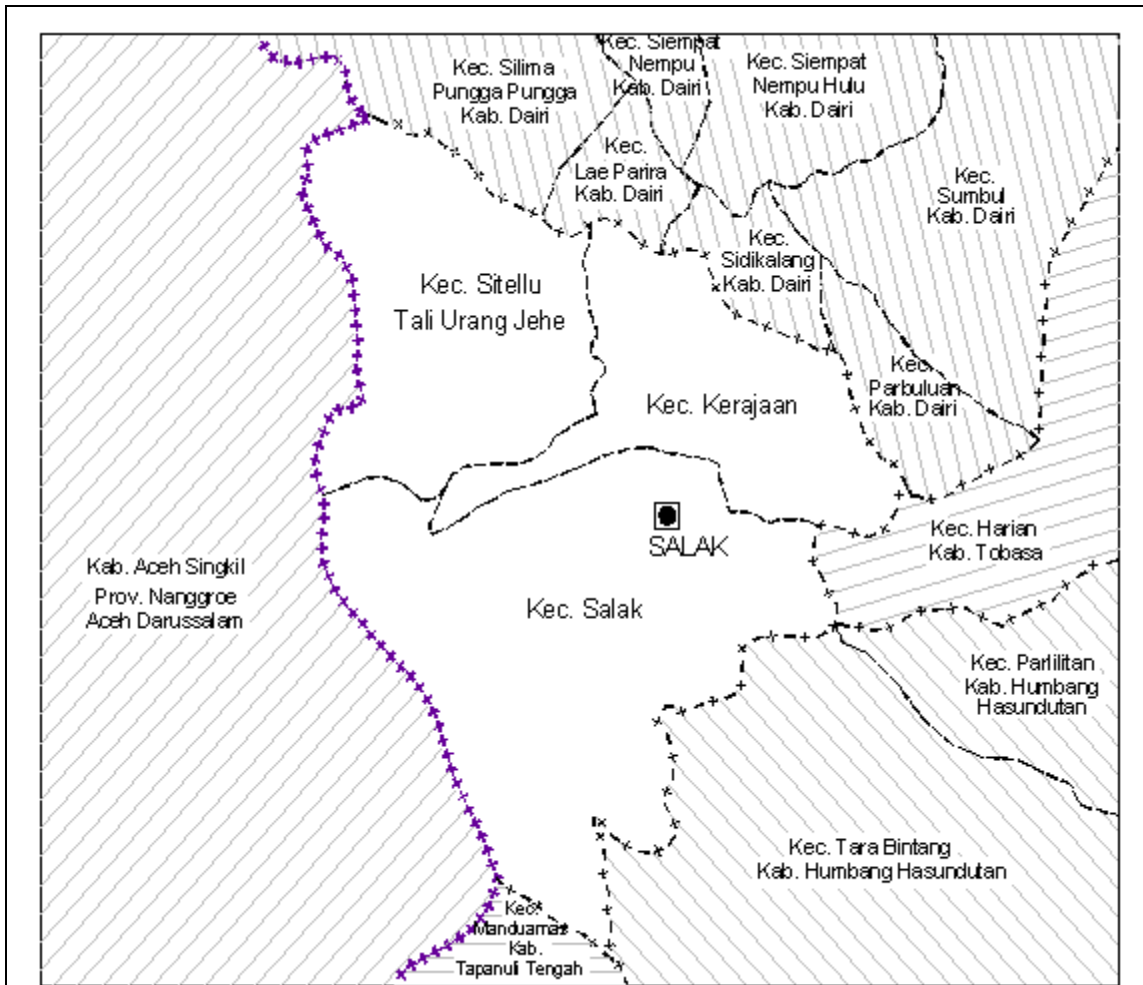 Kec. Siempat
Nempu
Kab. Dairi
Kec. Silima
Pungga Pungga
Kab. Dairi
Kec. Siempat
Nempu Hulu
Kab. Dairi
Kec.
Lae Parira
Kab. Dairi
Kec.
Sumbul
Kab. Dairi
Kec.
Sidikalang
Kab. Dairi
Kec. Sitellu
Tali Urang Jehe
Kec.
Parbuluan
Kab. Dairi
Kec. Kerajaan
SALAK
Kec. Harian
Kab. Tobasa
Kab. Aceh Singkil
Prov. Nanggroe
Aceh Darussalam
Kec. Salak
Kec. Parlilitan
Kab. Humbang
Hasundutan
Kec. Tara Bintang
Kab. Humbang Hasundutan
Kec.
Manduamas
Kab.
Tapanuli Tengah